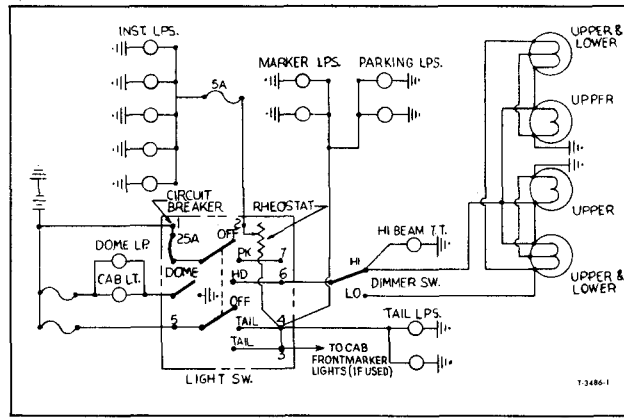 INST. LPS.
5A
MARKER LPS.
PARKING LPS.
UPPER & LOWER
UPPER
UPPER
UPPER & LOWER
CIRCUIT BREAKER
RHEOSTAT
1
2
OFF
25A
DOME LP.
CAB LT.
DOME
PK
7
HD
6
OFF
5
TAIL
4
TAIL
3
LIGHT SW.
HI BEAM T.T.
HI
DIMMER SW.
LO
TAIL LPS.
TO CAB
FRONTMARKER
LIGHTS (IF USED)
T-3486-1